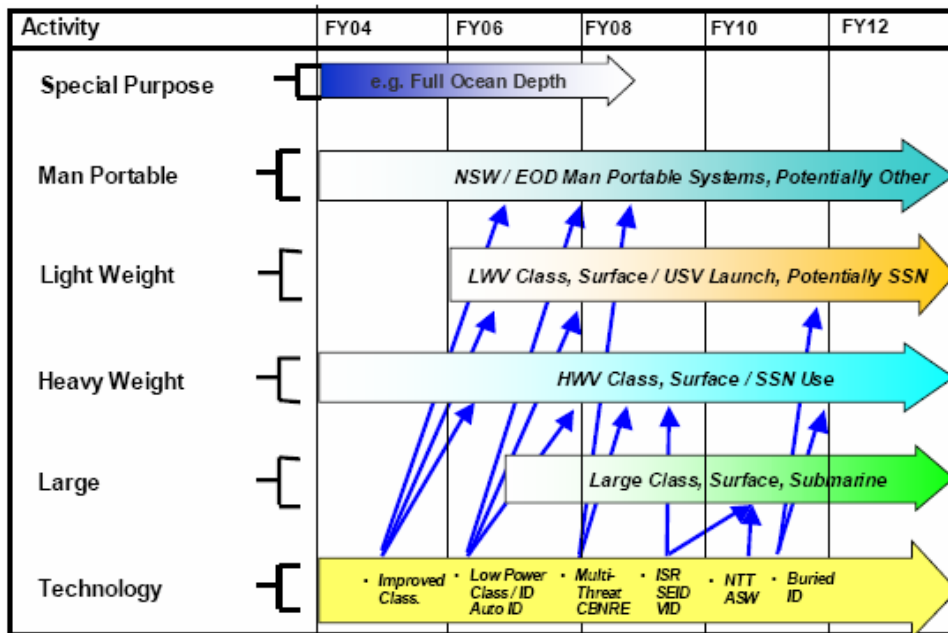 Activity FY04 FY06 FY08 FY10 FY12
Special Purpose
e.g. Full Ocean Depth
Man Portable
NSW / EOD Man Portable Systems, Potentially Other
Light Weight
LWV Class, Surface / USV Launch, Potentially SSN
Heavy Weight
HWV Class, Surface / SSN Use
Large
Large Class, Surface, Submarine
Technology
• Improved
Class.
• Low Power
Class / ID
Auto ID
• Multi-
Threat
CBNRE
• ISR
SEID
VID
• NTT
ASW
• Buried
ID